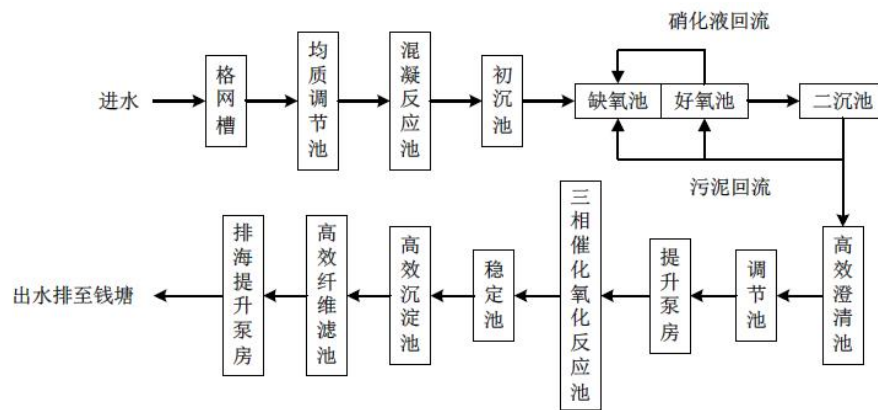 硝化液回流
进水
格网槽
均质调节池
混凝反应池
初沉池
缺氧池
好氧池
二沉池
污泥回流
出水排至钱塘
排海提升泵房
高效纤维滤池
高效沉淀池
稳定池
三相催化氧化反应池
提升泵房
调节池
高效澄清池